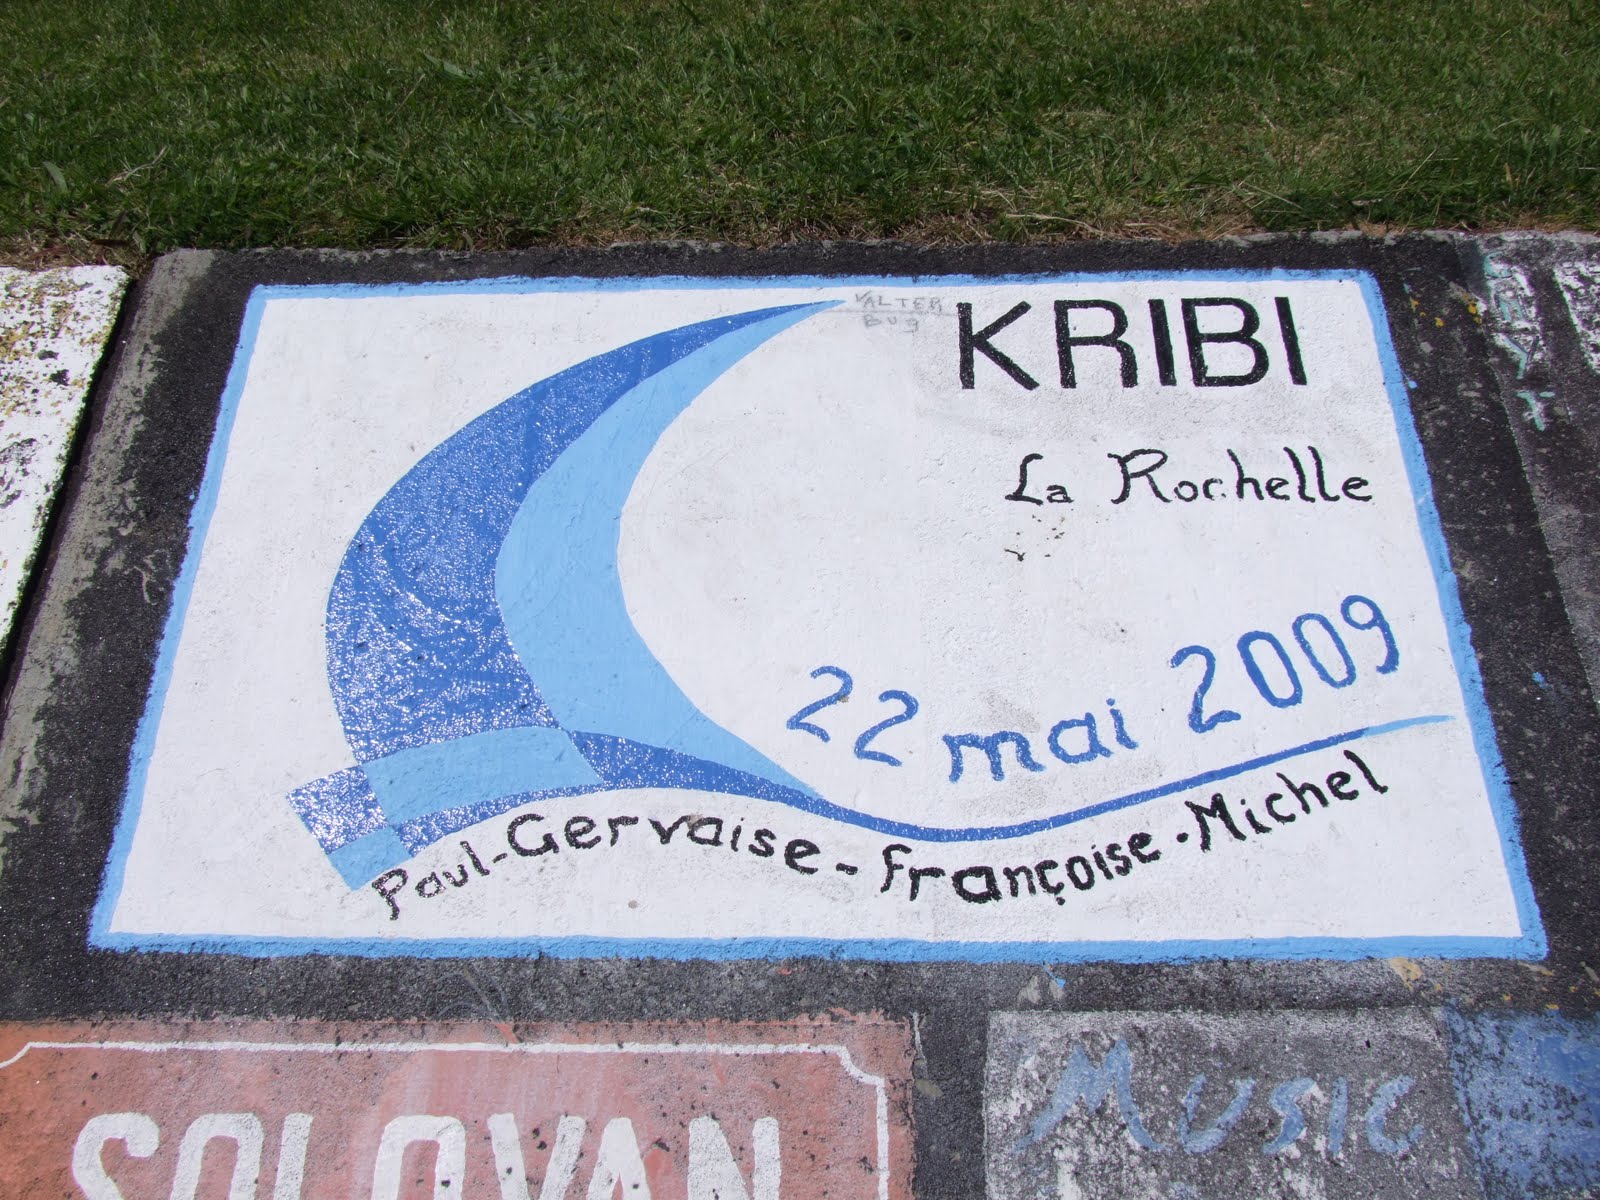 VALTER
BUG
KRIBI
La Rochelle
22 mai 2009
Paul-Gervaise-françoise-Michel
SOLOVAN
MUSIC